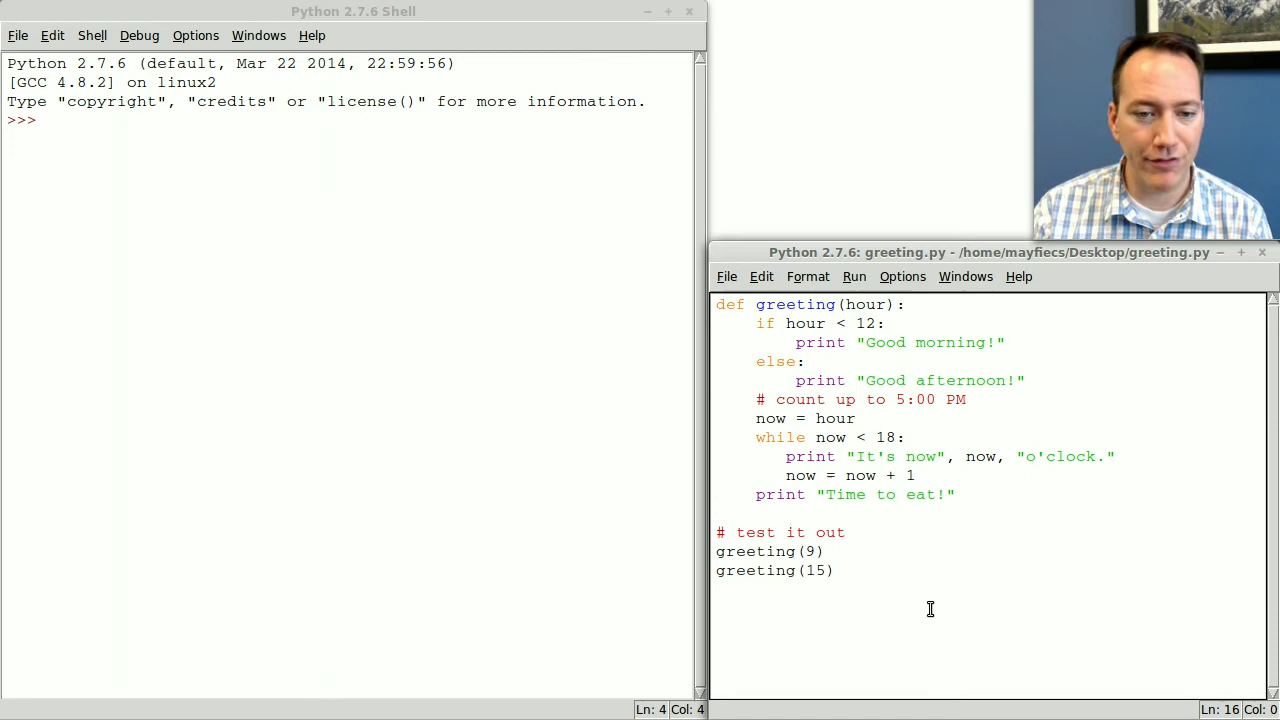 Python 2.7.6 Shell
File Edit Shell Debug Options Windows Help
Python 2.7.6 (default, Mar 22 2014, 22:59:56)
[GCC 4.8.2] on linux2
Type "copyright", "credits" or "license()" for more information.
>>>
Ln: 4 Col: 4
Python 2.7.6: greeting.py - /home/mayfiecs/Desktop/greeting.py
File Edit Format Run Options Windows Help
def greeting(hour):
    if hour < 12:
        print "Good morning!"
    else:
        print "Good afternoon!"
    # count up to 5:00 PM
    now = hour
    while now < 18:
       print "It's now", now, "o'clock."
       now = now + 1
    print "Time to eat!"
# test it out
greeting(9)
greeting(15)
Ln: 16 Col: 0